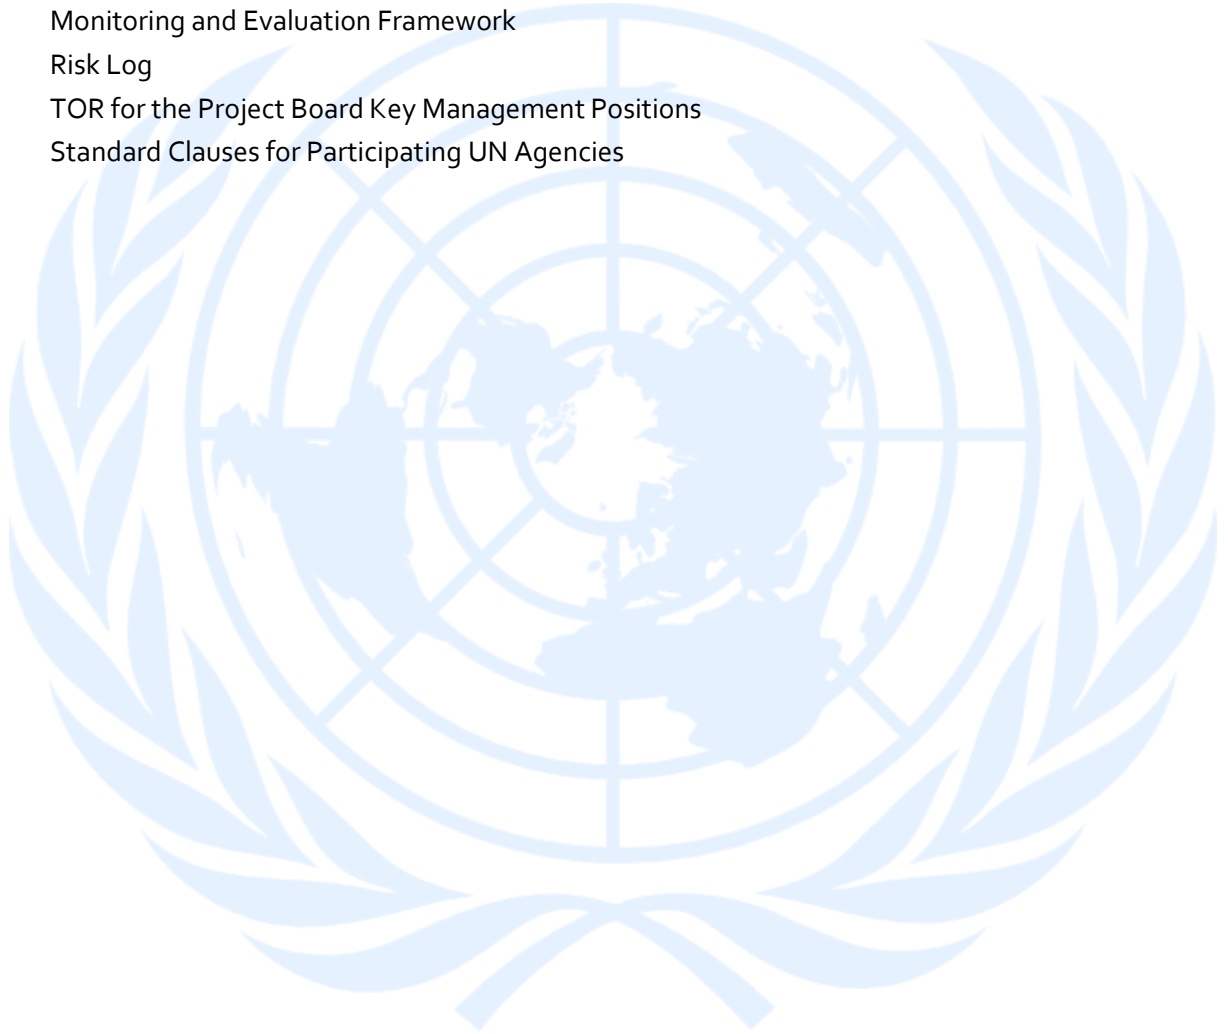 Monitoring and Evaluation Framework
Risk Log
TOR for the Project Board Key Management Positions
Standard Clauses for Participating UN Agencies